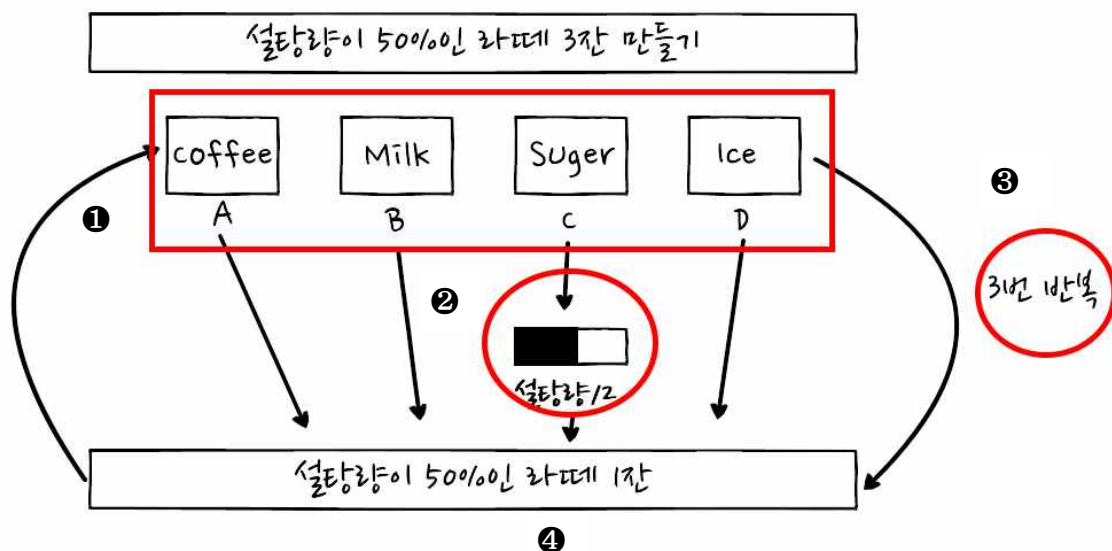 설탕량이 50%인 라떼 3잔 만들기
coffee Milk Suger Ice
❸
❶ A B C D
3번 반복
❷
설탕량/2
설탕량이 50%인 라떼 1잔
❹